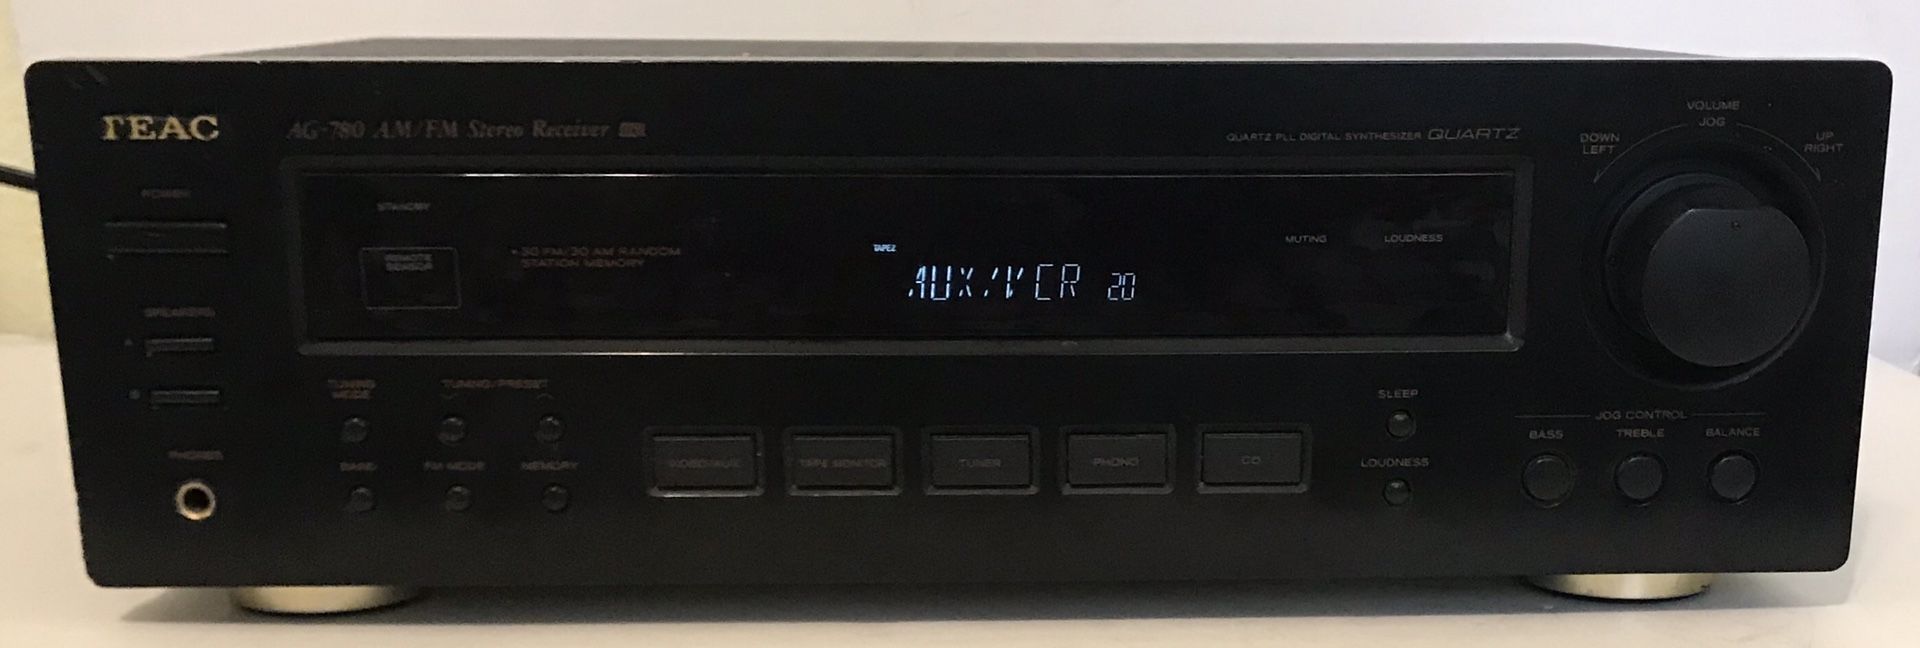 TEAC
AG-780 AM/FM Stereo Receiver
QUARTZ PLL DIGITAL SYNTHESIZER QUARTZ
VOLUME
JOG
DOWN
LEFT
UP
RIGHT
POWER
STANDBY
REMOTE
SENSOR
• 30 FM/30 AM RANDOM
STATION MEMORY
TAPE2
AUX/VCR 20
MUTING
LOUDNESS
SPEAKERS
A
B
PHONES
TUNING
MODE
TUNING/PRESET
BAND
FM MODE
MEMORY
VIDEO/AUX
TAPE MONITOR
TUNER
PHONO
CD
SLEEP
LOUDNESS
JOG CONTROL
BASS
TREBLE
BALANCE